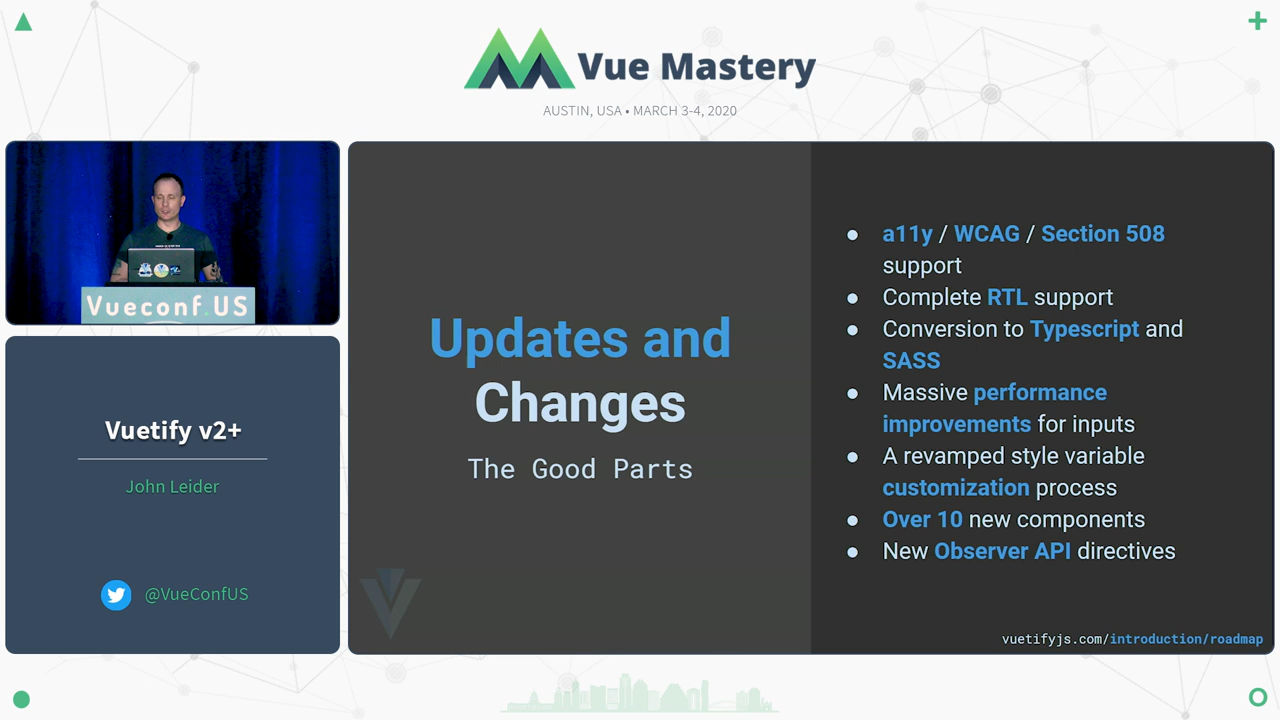 Vue Mastery
AUSTIN, USA • MARCH 3-4, 2020
Vueconf.US
Vuetify v2+
John Leider
@VueConfUS
Updates and
Changes
The Good Parts
● a11y / WCAG / Section 508
support
● Complete RTL support
● Conversion to Typescript and
SASS
● Massive performance
improvements for inputs
● A revamped style variable
customization process
● Over 10 new components
● New Observer API directives
vuetifyjs.com/introduction/roadmap